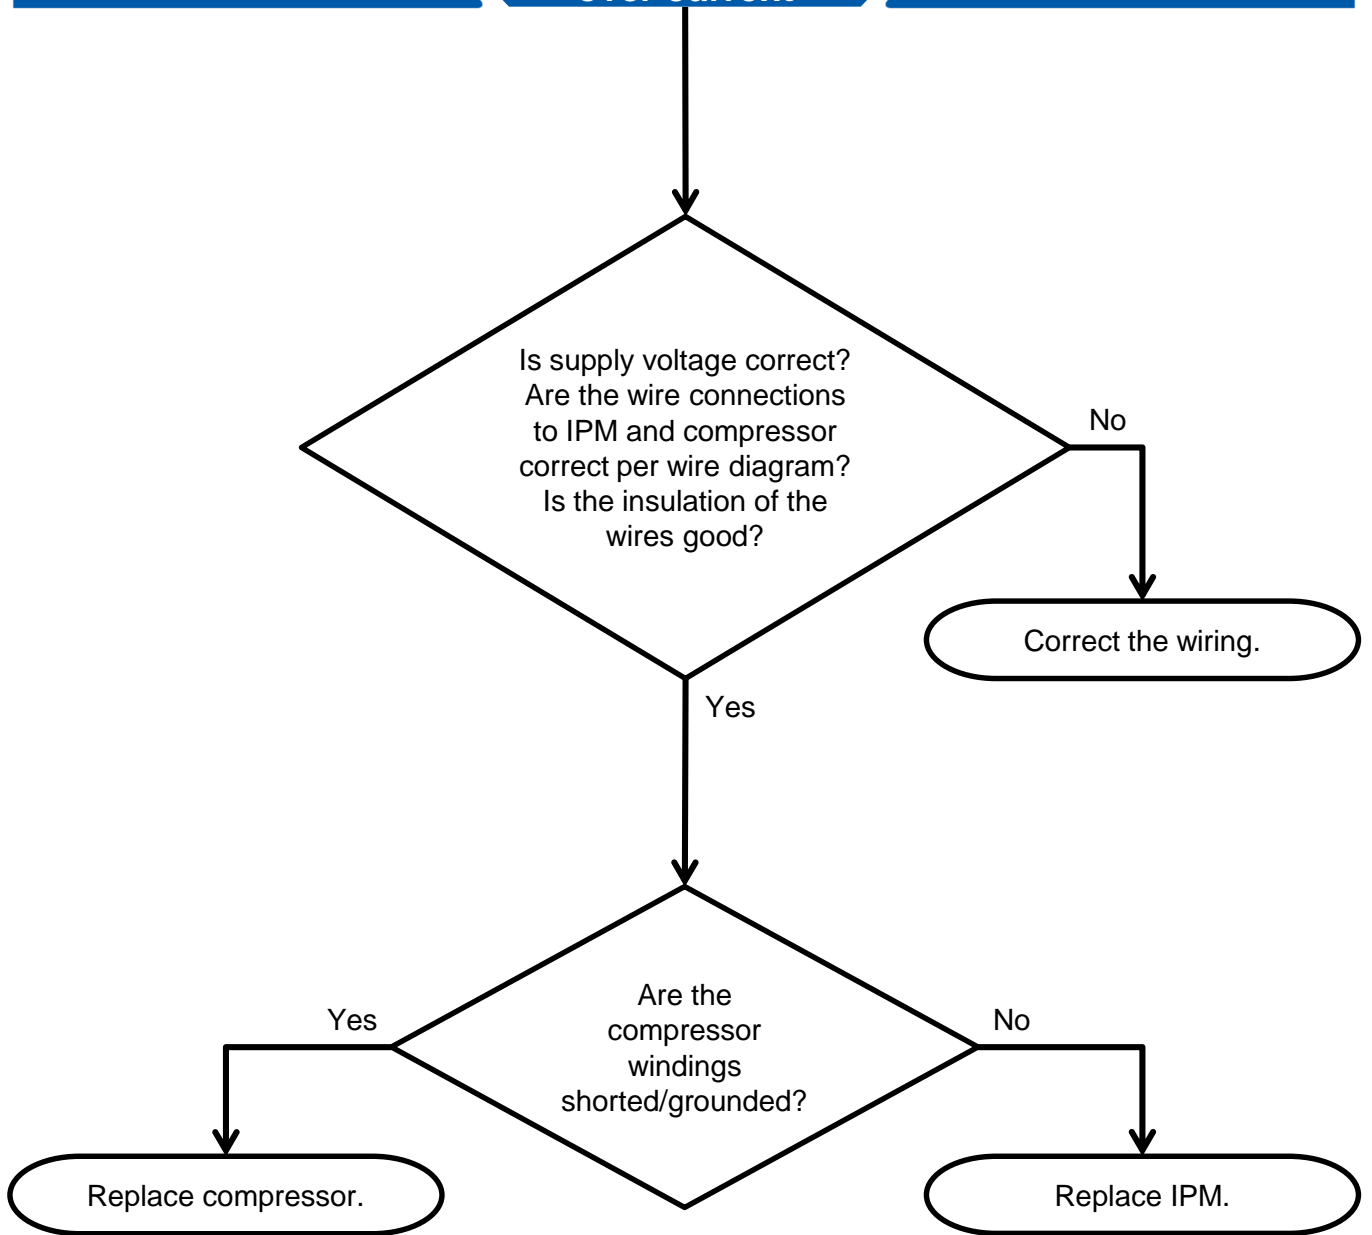 Over current
Is supply voltage correct?
Are the wire connections
to IPM and compressor
correct per wire diagram?
Is the insulation of the
wires good?
No
Correct the wiring.
Yes
Are the
compressor
windings
shorted/grounded?
Yes
No
Replace compressor.
Replace IPM.